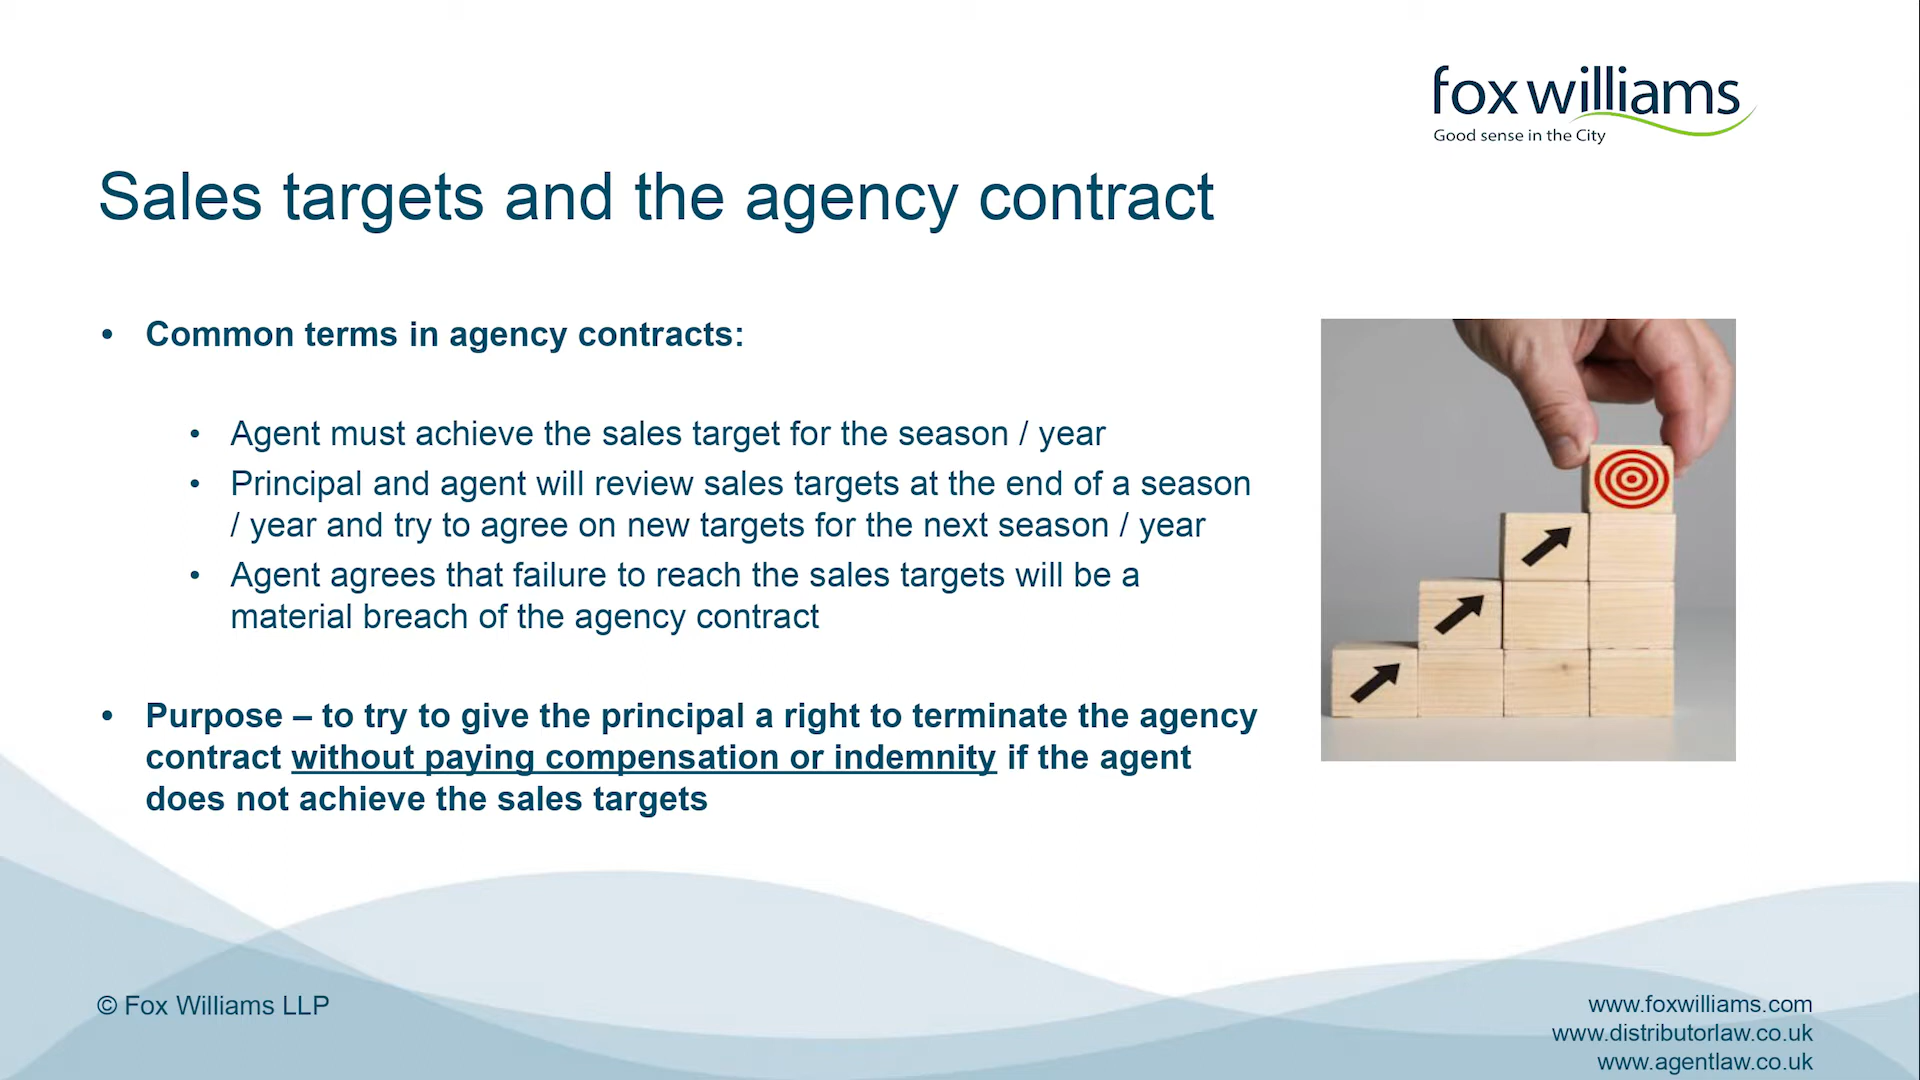 fox williams
Good sense in the City
Sales targets and the agency contract
• Common terms in agency contracts:
• Agent must achieve the sales target for the season / year
• Principal and agent will review sales targets at the end of a season
/ year and try to agree on new targets for the next season / year
• Agent agrees that failure to reach the sales targets will be a
material breach of the agency contract
• Purpose – to try to give the principal a right to terminate the agency
contract without paying compensation or indemnity if the agent
does not achieve the sales targets
© Fox Williams LLP
www.foxwilliams.com
www.distributorlaw.co.uk
www.agentlaw.co.uk